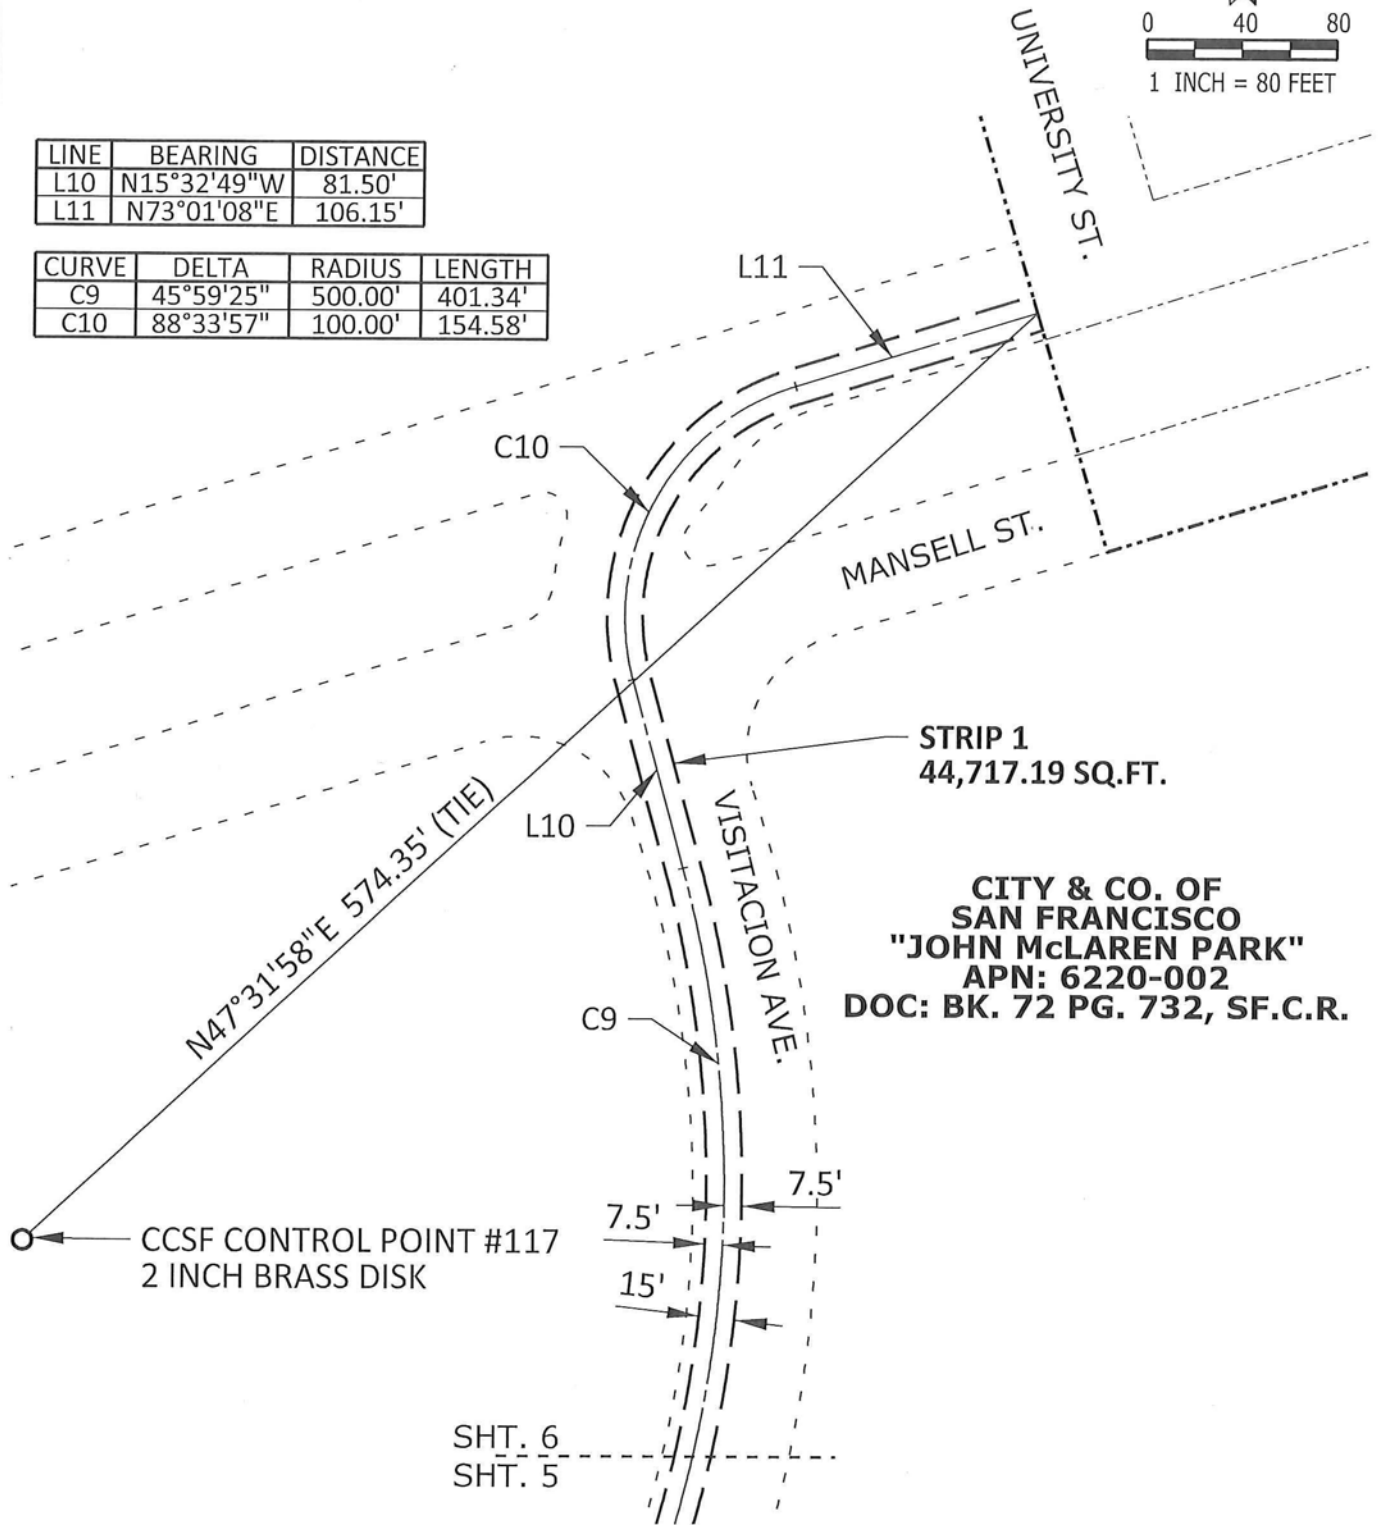 0 40 80
1 INCH = 80 FEET
UNIVERSITY ST.
LINE BEARING DISTANCE
L10 N15°32'49"W 81.50'
L11 N73°01'08"E 106.15'
CURVE DELTA RADIUS LENGTH
C9 45°59'25" 500.00' 401.34'
C10 88°33'57" 100.00' 154.58'
L11
C10
MANSELL ST.
STRIP 1
44,717.19 SQ.FT.
L10
VISITACION AVE.
N47°31'58"E 574.35' (TIE)
CITY & CO. OF
SAN FRANCISCO
"JOHN McLAREN PARK"
APN: 6220-002
DOC: BK. 72 PG. 732, SF.C.R.
C9
7.5'
7.5'
CCSF CONTROL POINT #117
2 INCH BRASS DISK
15'
SHT. 6
SHT. 5